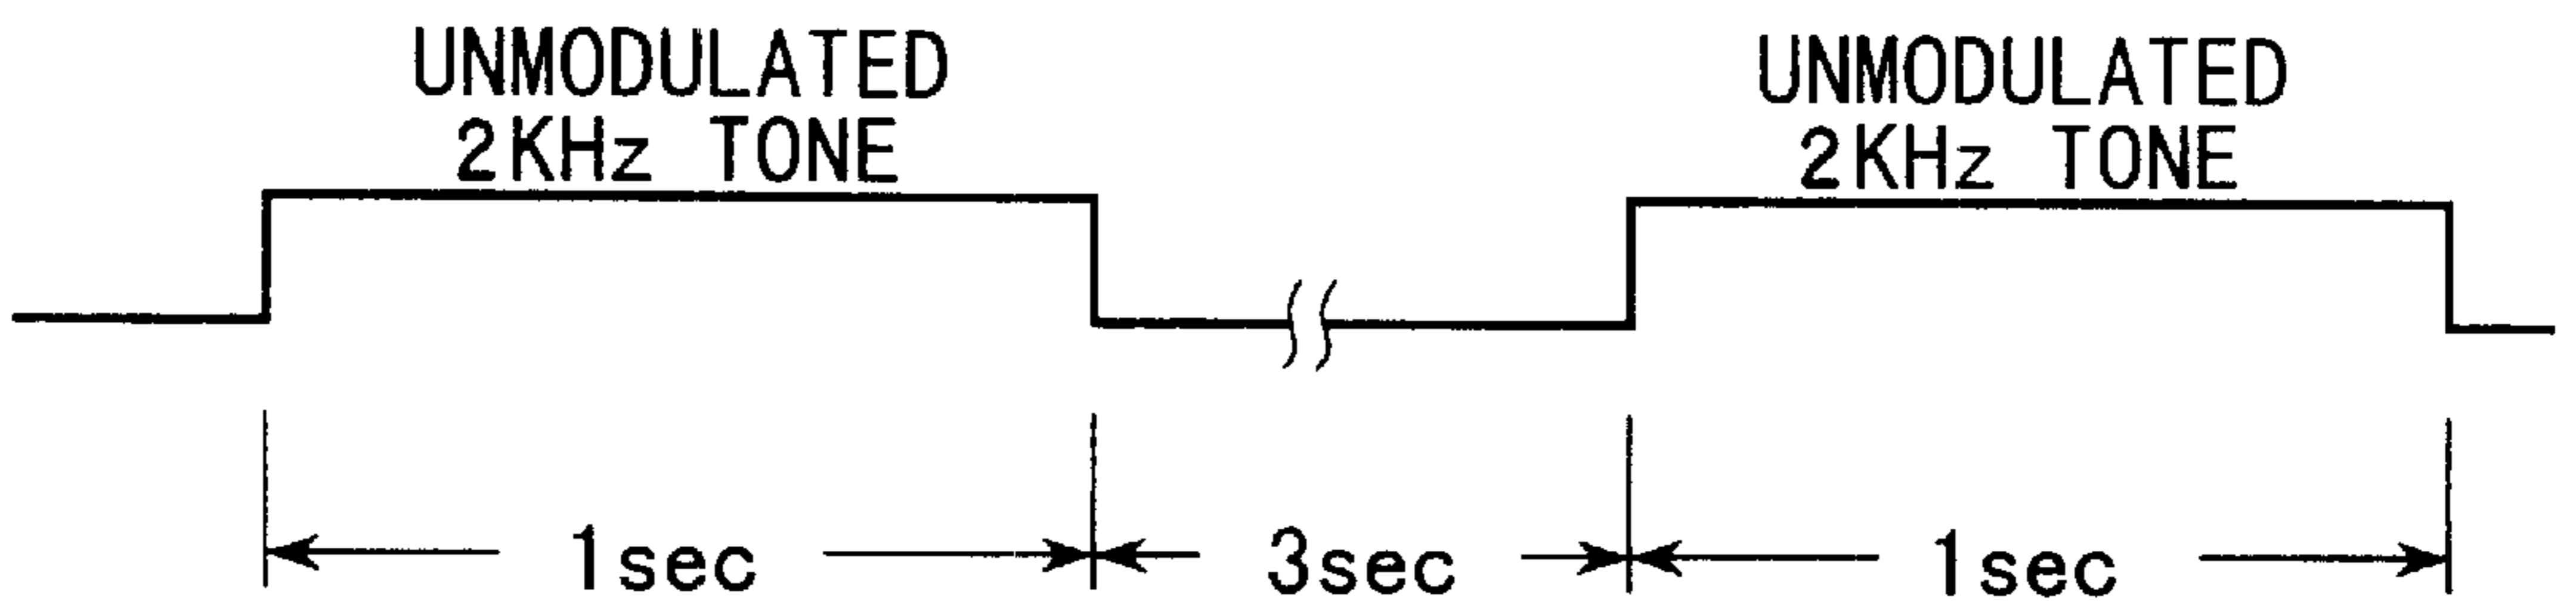 UNMODULATED
2KHz TONE
UNMODULATED
2KHz TONE
1sec
3sec
1sec